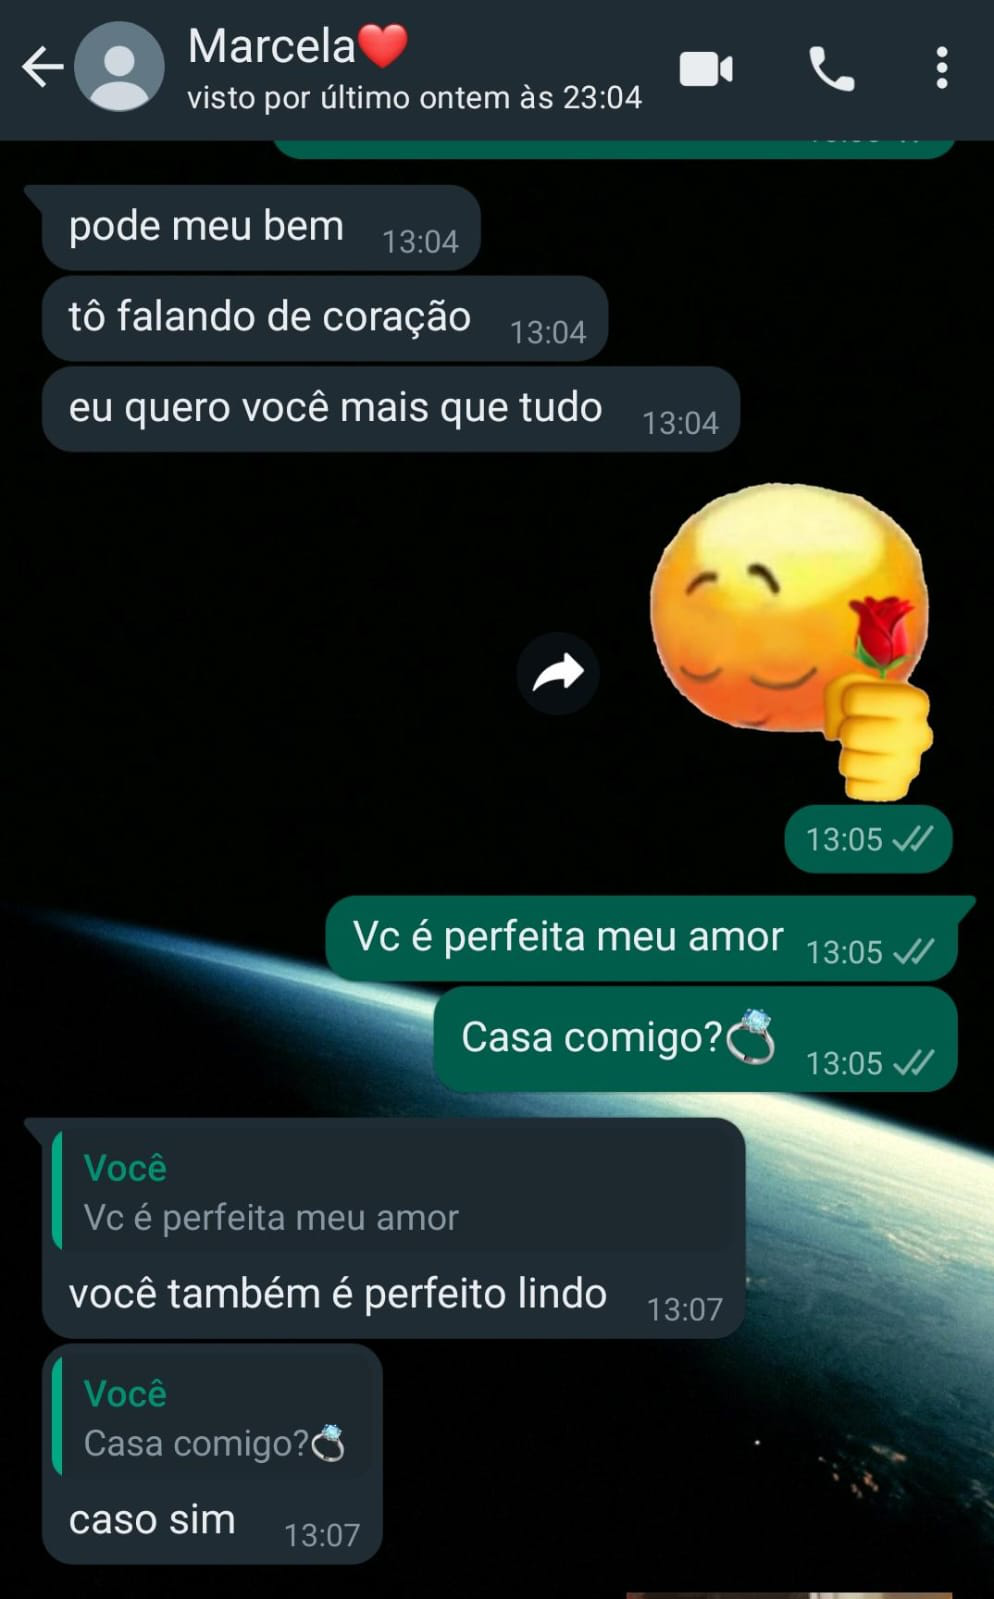 Marcela❤️
visto por último ontem às 23:04
pode meu bem 13:04
tô falando de coração 13:04
eu quero você mais que tudo 13:04
13:05
Vc é perfeita meu amor 13:05
Casa comigo?💍 13:05
Você
Vc é perfeita meu amor
você também é perfeito lindo 13:07
Você
Casa comigo?💍
caso sim 13:07